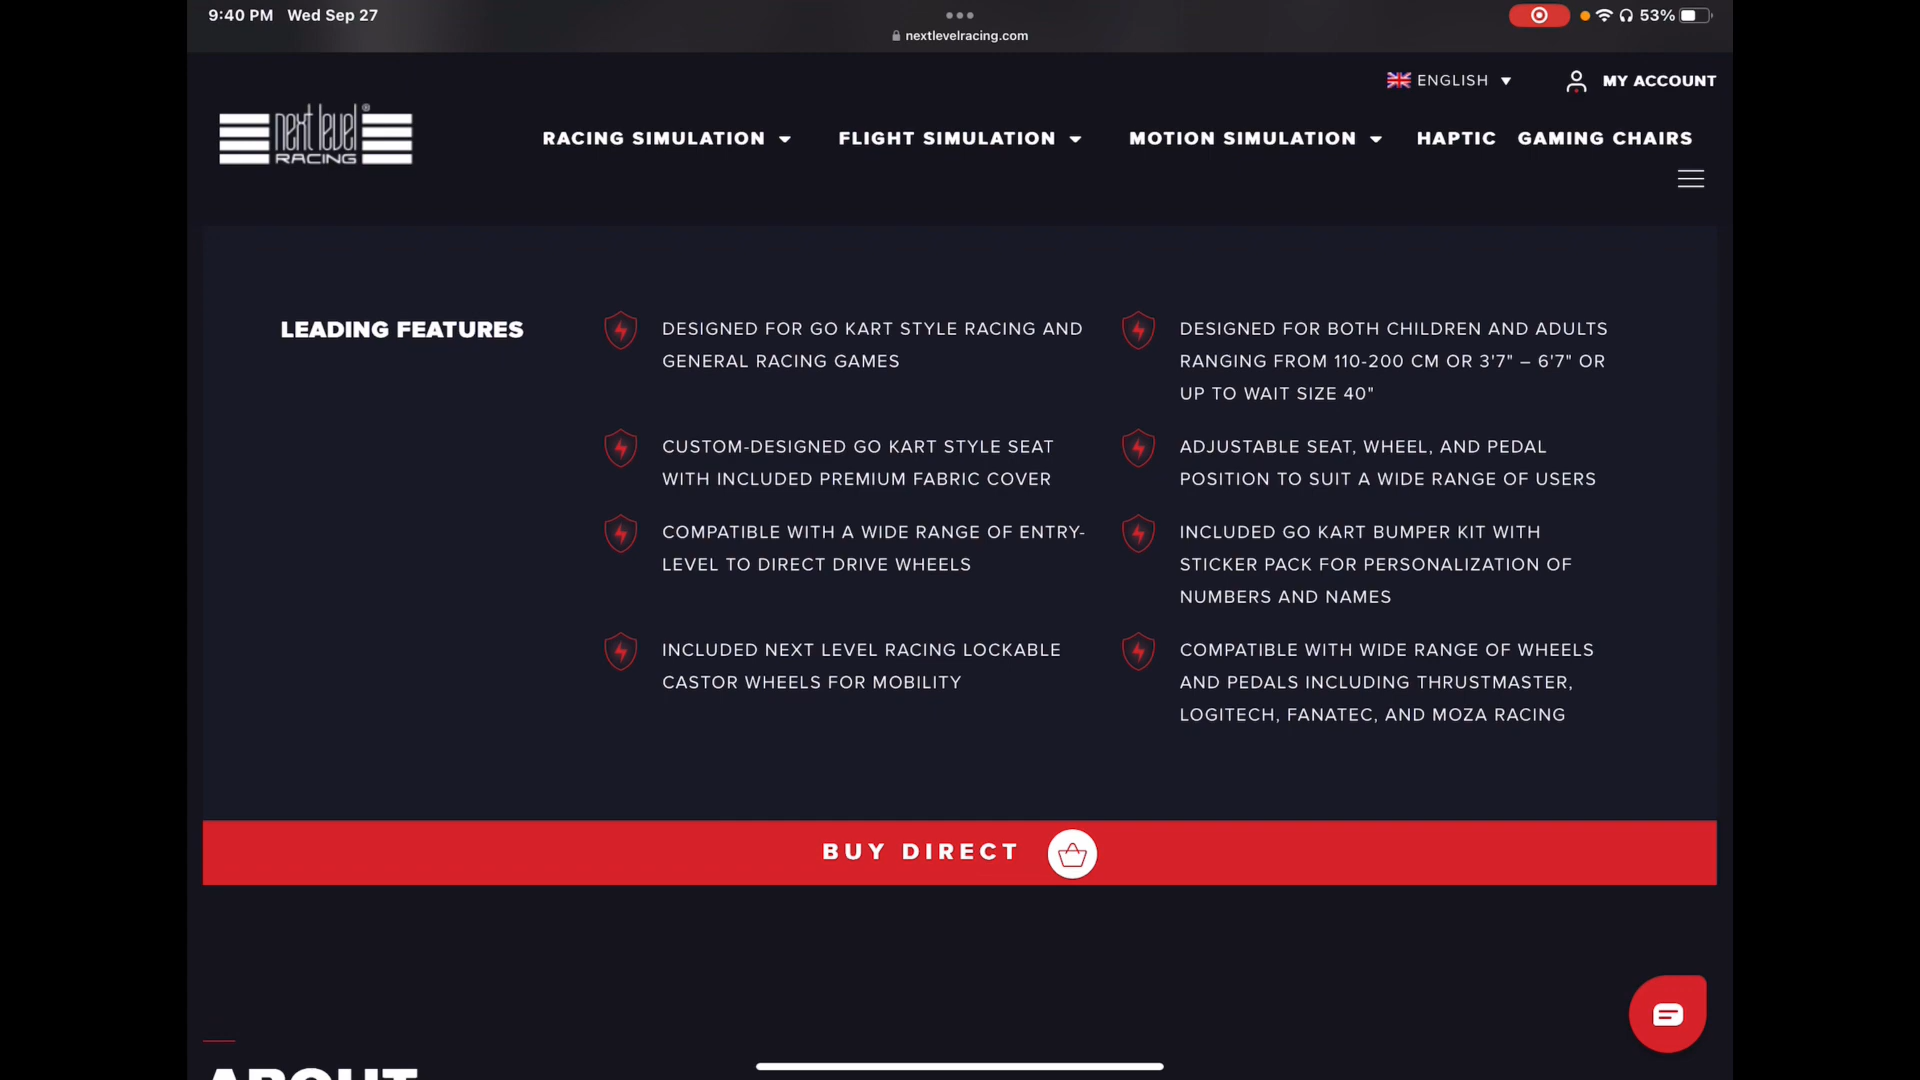 9:40 PM Wed Sep 27
53%
nextlevelracing.com
ENGLISH
MY ACCOUNT
next level®
RACING
RACING SIMULATION
FLIGHT SIMULATION
MOTION SIMULATION
HAPTIC
GAMING CHAIRS
LEADING FEATURES
DESIGNED FOR GO KART STYLE RACING AND
GENERAL RACING GAMES
DESIGNED FOR BOTH CHILDREN AND ADULTS
RANGING FROM 110-200 CM OR 3'7" – 6'7" OR
UP TO WAIT SIZE 40"
CUSTOM-DESIGNED GO KART STYLE SEAT
WITH INCLUDED PREMIUM FABRIC COVER
ADJUSTABLE SEAT, WHEEL, AND PEDAL
POSITION TO SUIT A WIDE RANGE OF USERS
COMPATIBLE WITH A WIDE RANGE OF ENTRY-
LEVEL TO DIRECT DRIVE WHEELS
INCLUDED GO KART BUMPER KIT WITH
STICKER PACK FOR PERSONALIZATION OF
NUMBERS AND NAMES
INCLUDED NEXT LEVEL RACING LOCKABLE
CASTOR WHEELS FOR MOBILITY
COMPATIBLE WITH WIDE RANGE OF WHEELS
AND PEDALS INCLUDING THRUSTMASTER,
LOGITECH, FANATEC, AND MOZA RACING
BUY DIRECT
ABOUT